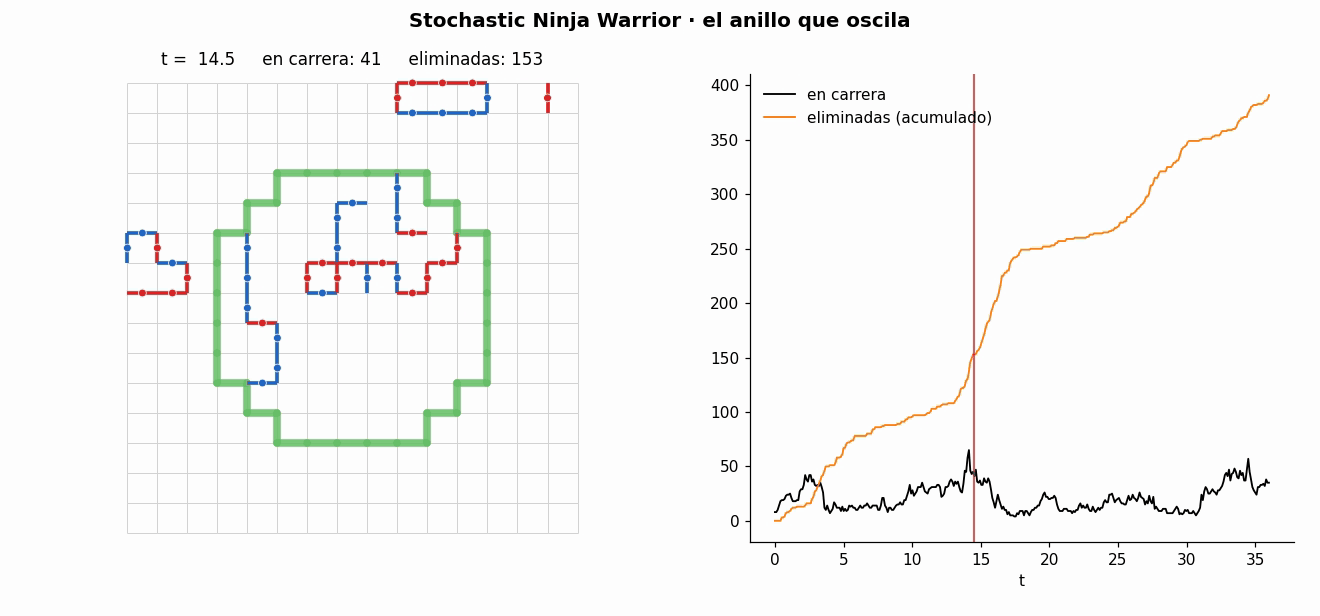 Stochastic Ninja Warrior · el anillo que oscila
t =  14.5     en carrera: 41     eliminadas: 153
en carrera
eliminadas (acumulado)
400
350
300
250
200
150
100
50
0
0 5 10 15 20 25 30 35
t